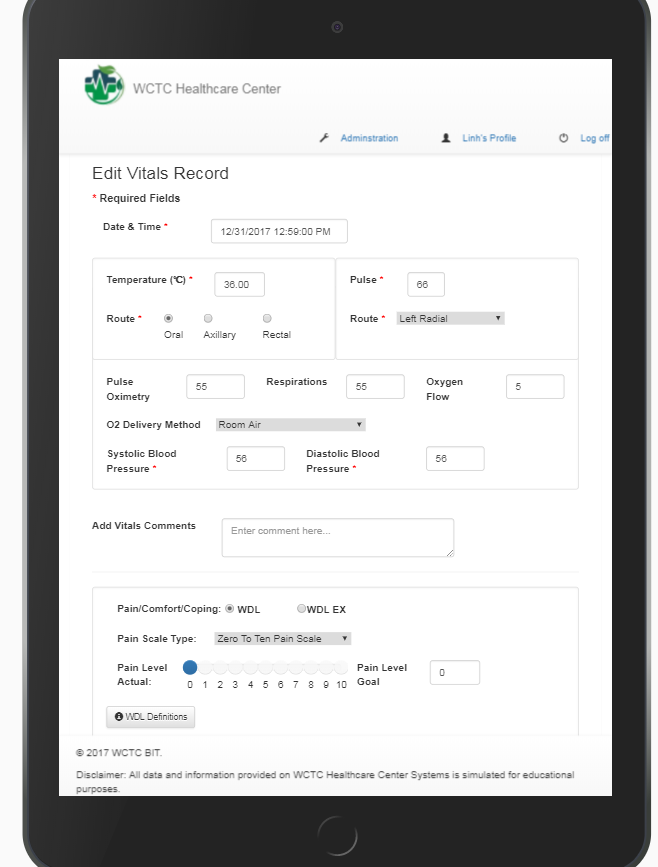 WCTC Healthcare Center
Adminstration Linh's Profile Log off
Edit Vitals Record
* Required Fields
Date & Time * 12/31/2017 12:59:00 PM
Temperature (℃) * 36.00 Pulse * 66
Route * Oral Axillary Rectal Route * Left Radial
Pulse Oximetry 55 Respirations 55 Oxygen Flow 5
O2 Delivery Method Room Air
Systolic Blood Pressure * 56 Diastolic Blood Pressure * 56
Add Vitals Comments Enter comment here...
Pain/Comfort/Coping: WDL WDL EX
Pain Scale Type: Zero To Ten Pain Scale
Pain Level Actual: 0 1 2 3 4 5 6 7 8 9 10 Pain Level Goal 0
WDL Definitions
© 2017 WCTC BIT.
Disclaimer: All data and information provided on WCTC Healthcare Center Systems is simulated for educational
purposes.